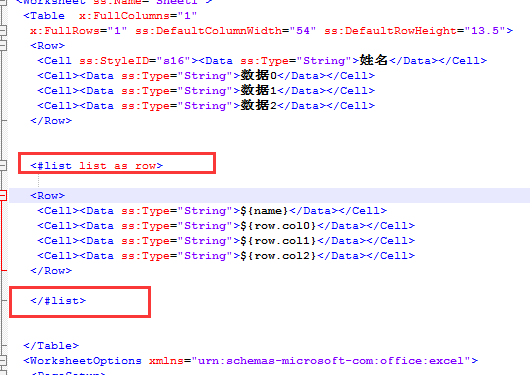 <Worksheet ss:Name="Sheet1">
<Table x:FullColumns="1"
x:FullRows="1" ss:DefaultColumnWidth="54" ss:DefaultRowHeight="13.5">
<Row>
<Cell ss:StyleID="s16"><Data ss:Type="String">姓名</Data></Cell>
<Cell><Data ss:Type="String">数据0</Data></Cell>
<Cell><Data ss:Type="String">数据1</Data></Cell>
<Cell><Data ss:Type="String">数据2</Data></Cell>
</Row>
<#list list as row>
<Row>
<Cell><Data ss:Type="String">${name}</Data></Cell>
<Cell><Data ss:Type="String">${row.col0}</Data></Cell>
<Cell><Data ss:Type="String">${row.col1}</Data></Cell>
<Cell><Data ss:Type="String">${row.col2}</Data></Cell>
</Row>
</#list>
</Table>
<WorksheetOptions xmlns="urn:schemas-microsoft-com:office:excel">
<PageSetup>